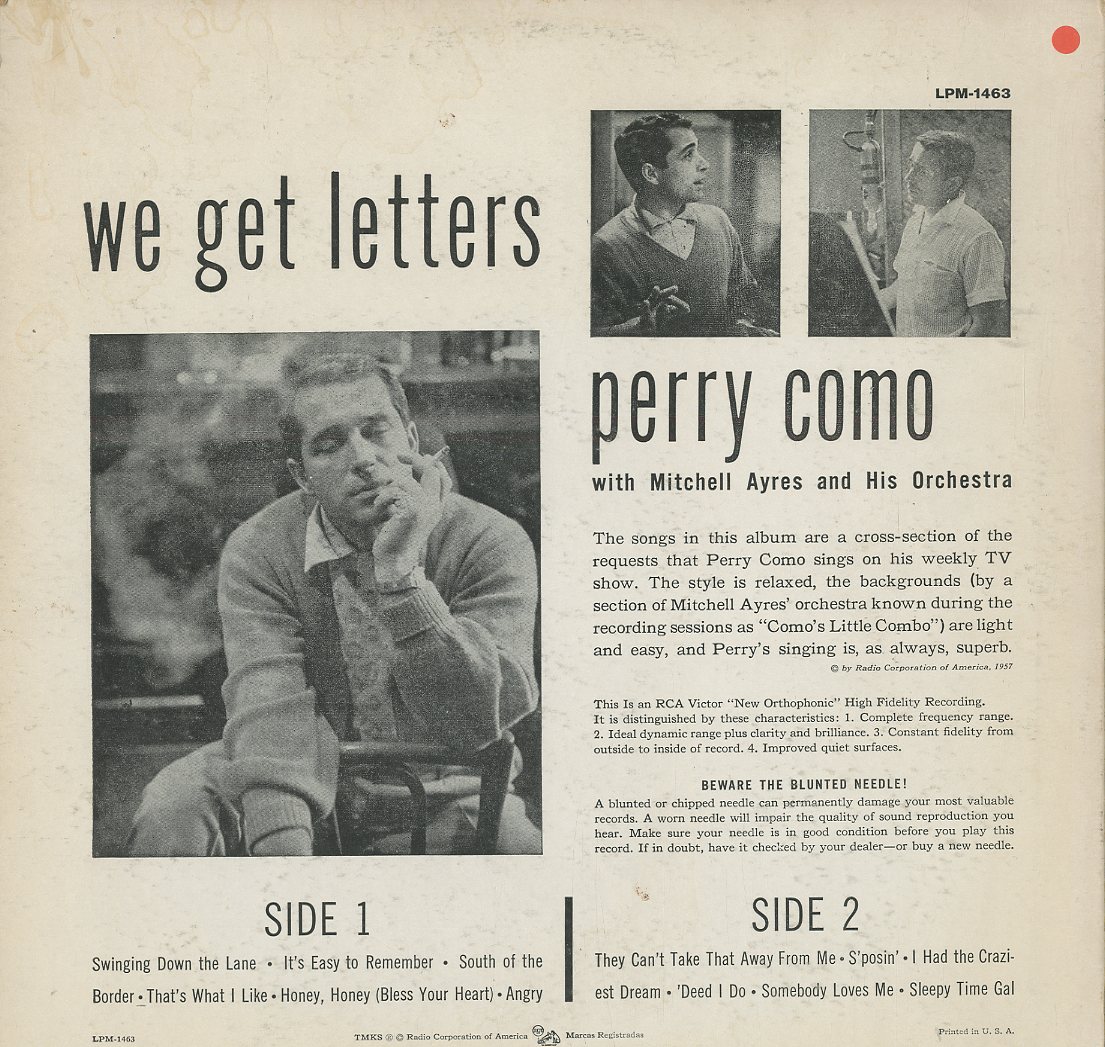 LPM-1463
we get letters
perry como
with Mitchell Ayres and His Orchestra
The songs in this album are a cross-section of the
requests that Perry Como sings on his weekly TV
show. The style is relaxed, the backgrounds (by a
section of Mitchell Ayres' orchestra known during the
recording sessions as “Como's Little Combo”) are light
and easy, and Perry's singing is, as always, superb.
© by Radio Corporation of America, 1957
This Is an RCA Victor “New Orthophonic” High Fidelity Recording.
It is distinguished by these characteristics: 1. Complete frequency range.
2. Ideal dynamic range plus clarity and brilliance. 3. Constant fidelity from
outside to inside of record. 4. Improved quiet surfaces.
BEWARE THE BLUNTED NEEDLE!
A blunted or chipped needle can permanently damage your most valuable
records. A worn needle will impair the quality of sound reproduction you
hear. Make sure your needle is in good condition before you play this
record. If in doubt, have it checked by your dealer—or buy a new needle.
SIDE 1
Swinging Down the Lane • It's Easy to Remember • South of the
Border • That's What I Like • Honey, Honey (Bless Your Heart) • Angry
SIDE 2
They Can't Take That Away From Me • S'posin' • I Had the Crazi-
est Dream • 'Deed I Do • Somebody Loves Me • Sleepy Time Gal
LPM-1463
TMKS ® © Radio Corporation of America
RCA
Marcas Registradas
Printed in U. S. A.